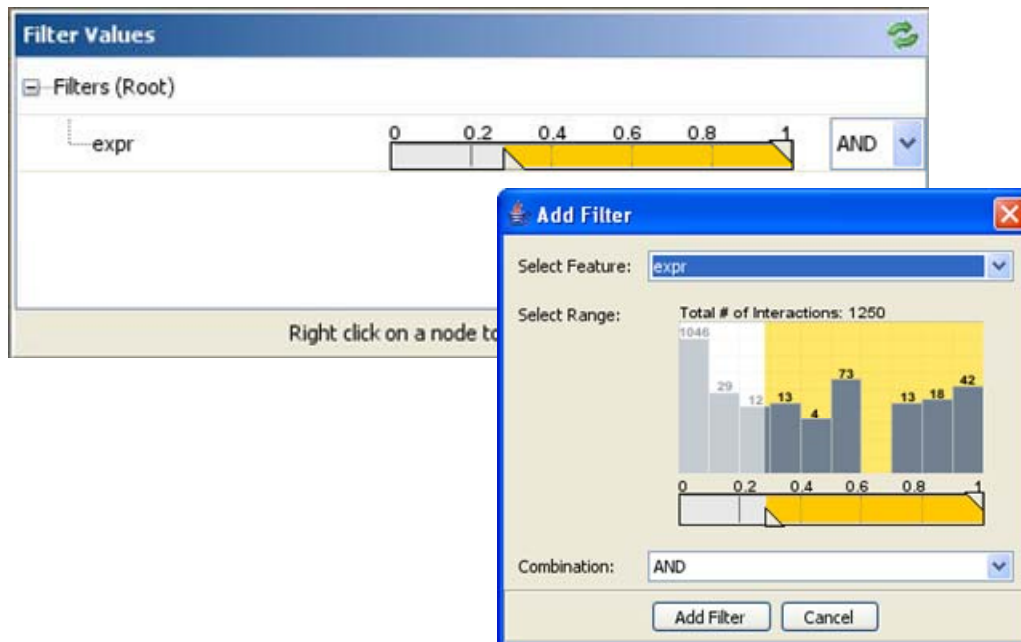 Filter Values
Filters (Root)
expr
0 0.2 0.4 0.6 0.8 1
AND
Right click on a node to
Add Filter
Select Feature: expr
Select Range: Total # of Interactions: 1250
1046 29 12 13 4 73 13 18 42
0 0.2 0.4 0.6 0.8 1
Combination: AND
Add Filter Cancel